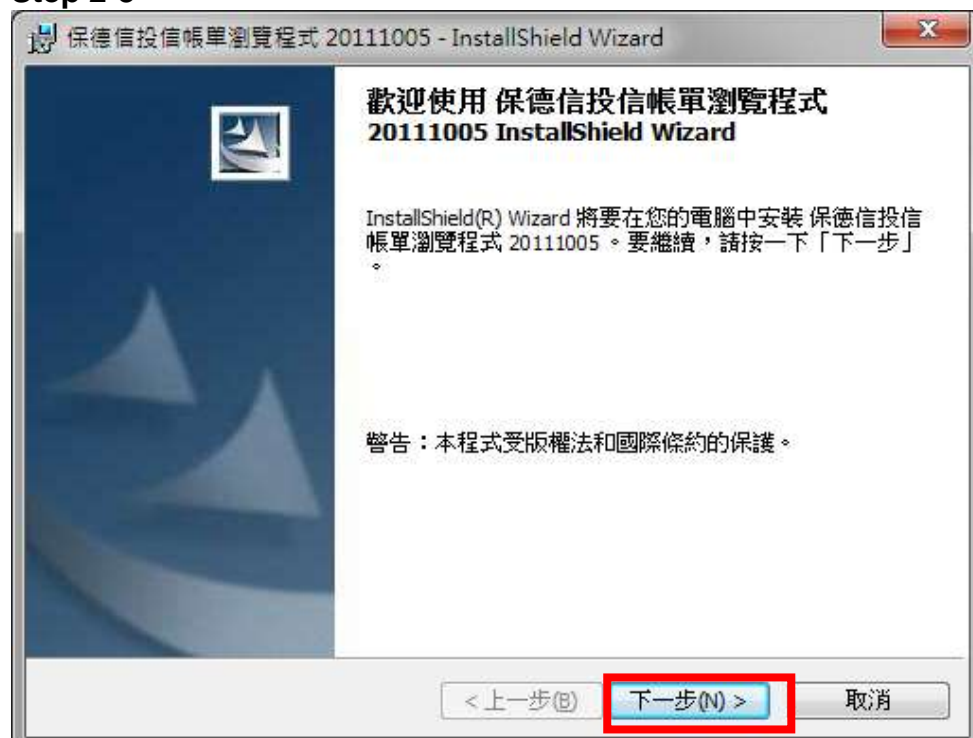 保德信投信帳單瀏覽程式 20111005 - InstallShield Wizard
歡迎使用 保德信投信帳單瀏覽程式
20111005 InstallShield Wizard
InstallShield(R) Wizard 將要在您的電腦中安裝 保德信投信
帳單瀏覽程式 20111005 。要繼續，請按一下「下一步」
。
警告：本程式受版權法和國際條約的保護。
<上一步(B)
下一步(N) >
取消